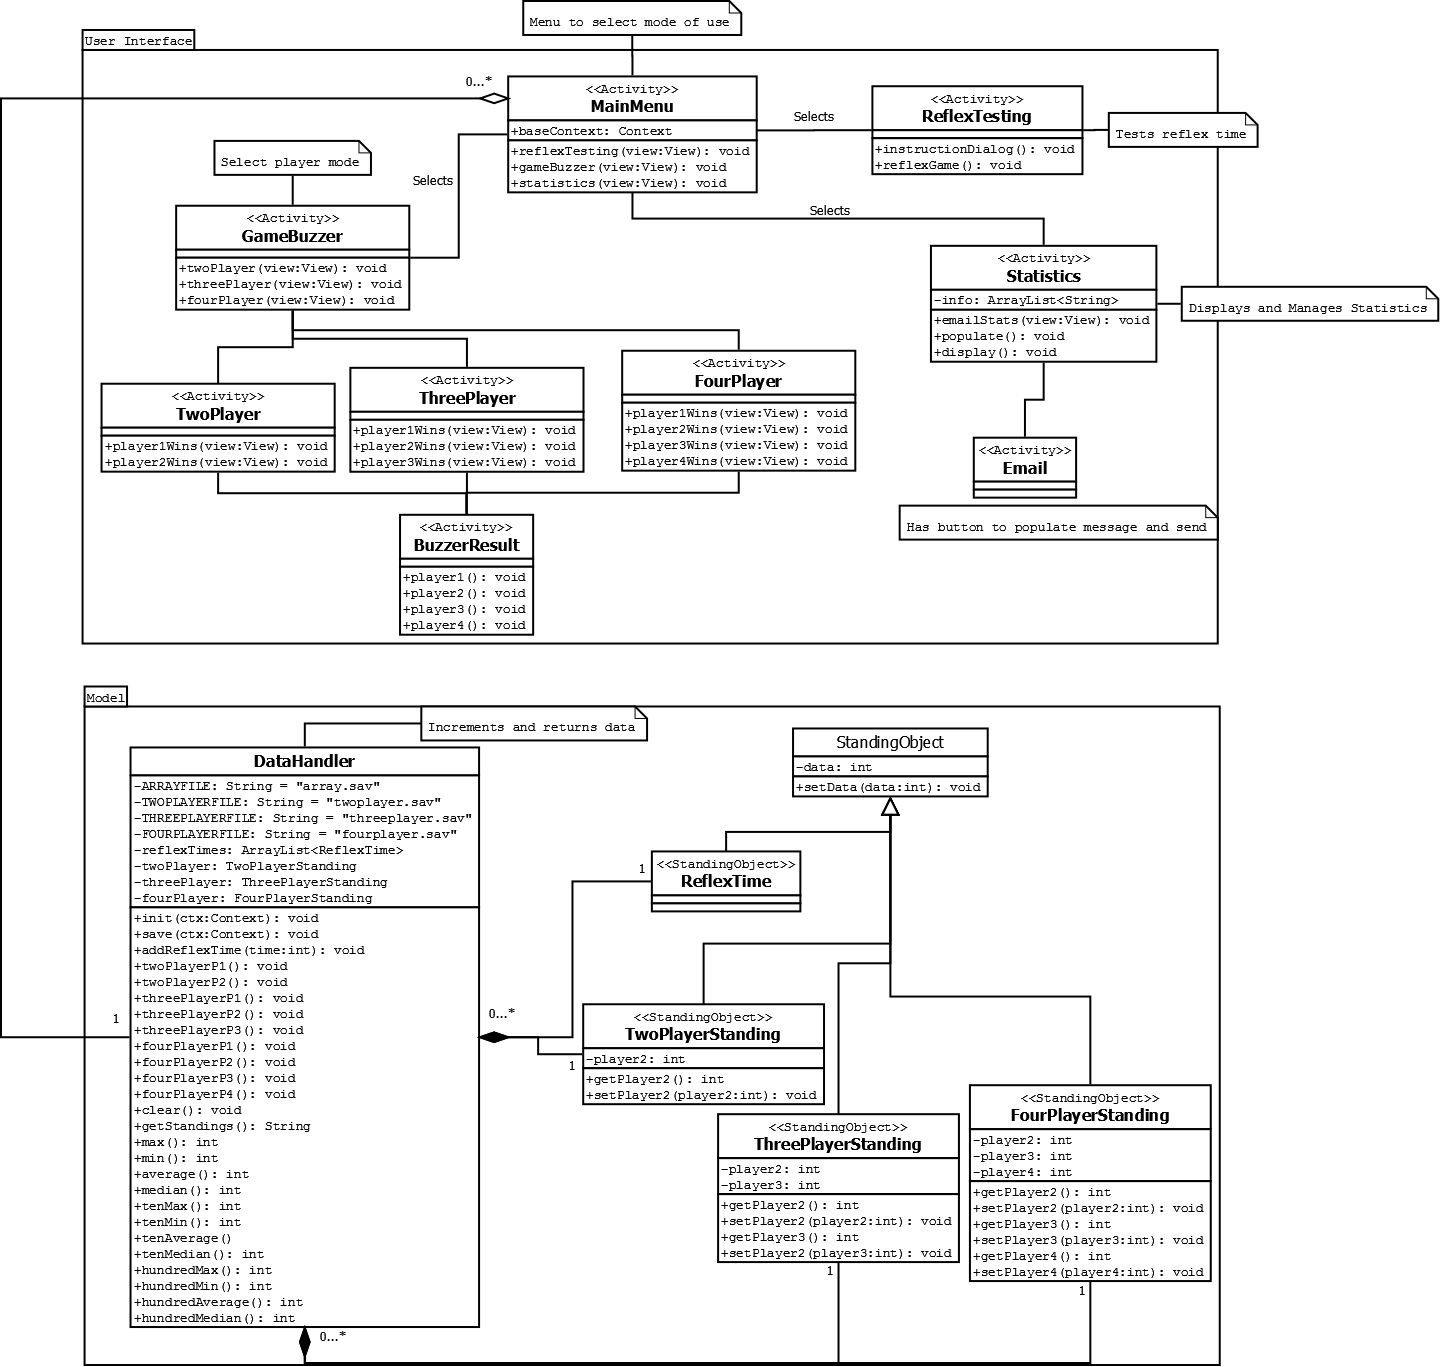 Menu to select mode of use
User Interface
0...*
<<Activity>>
MainMenu
+baseContext: Context
+reflexTesting(view:View): void
+gameBuzzer(view:View): void
+statistics(view:View): void
Selects
<<Activity>>
ReflexTesting
+instructionDialog(): void
+reflexGame(): void
Tests reflex time
Select player mode
Selects
Selects
<<Activity>>
GameBuzzer
+twoPlayer(view:View): void
+threePlayer(view:View): void
+fourPlayer(view:View): void
<<Activity>>
Statistics
-info: ArrayList<String>
+emailStats(view:View): void
+populate(): void
+display(): void
Displays and Manages Statistics
<<Activity>>
TwoPlayer
+player1Wins(view:View): void
+player2Wins(view:View): void
<<Activity>>
ThreePlayer
+player1Wins(view:View): void
+player2Wins(view:View): void
+player3Wins(view:View): void
<<Activity>>
FourPlayer
+player1Wins(view:View): void
+player2Wins(view:View): void
+player3Wins(view:View): void
+player4Wins(view:View): void
<<Activity>>
Email
Has button to populate message and send
<<Activity>>
BuzzerResult
+player1(): void
+player2(): void
+player3(): void
+player4(): void
Model
Increments and returns data
DataHandler
-ARRAYFILE: String = "array.sav"
-TWOPLAYERFILE: String = "twoplayer.sav"
-THREEPLAYERFILE: String = "threeplayer.sav"
-FOURPLAYERFILE: String = "fourplayer.sav"
-reflexTimes: ArrayList<ReflexTime>
-twoPlayer: TwoPlayerStanding
-threePlayer: ThreePlayerStanding
-fourPlayer: FourPlayerStanding
+init(ctx:Context): void
+save(ctx:Context): void
+addReflexTime(time:int): void
+twoPlayerP1(): void
+twoPlayerP2(): void
+threePlayerP1(): void
+threePlayerP2(): void
+threePlayerP3(): void
+fourPlayerP1(): void
+fourPlayerP2(): void
+fourPlayerP3(): void
+fourPlayerP4(): void
+clear(): void
+getStandings(): String
+max(): int
+min(): int
+average(): int
+median(): int
+tenMax(): int
+tenMin(): int
+tenAverage()
+tenMedian(): int
+hundredMax(): int
+hundredMin(): int
+hundredAverage(): int
+hundredMedian(): int
1
0...*
0...*
StandingObject
-data: int
+setData(data:int): void
1
<<StandingObject>>
ReflexTime
1
<<StandingObject>>
TwoPlayerStanding
-player2: int
+getPlayer2(): int
+setPlayer2(player2:int): void
<<StandingObject>>
ThreePlayerStanding
-player2: int
-player3: int
+getPlayer2(): int
+setPlayer2(player2:int): void
+getPlayer3(): int
+setPlayer2(player3:int): void
1
<<StandingObject>>
FourPlayerStanding
-player2: int
-player3: int
-player4: int
+getPlayer2(): int
+setPlayer2(player2:int): void
+getPlayer3(): int
+setPlayer3(player3:int): void
+getPlayer4(): int
+setPlayer4(player4:int): void
1